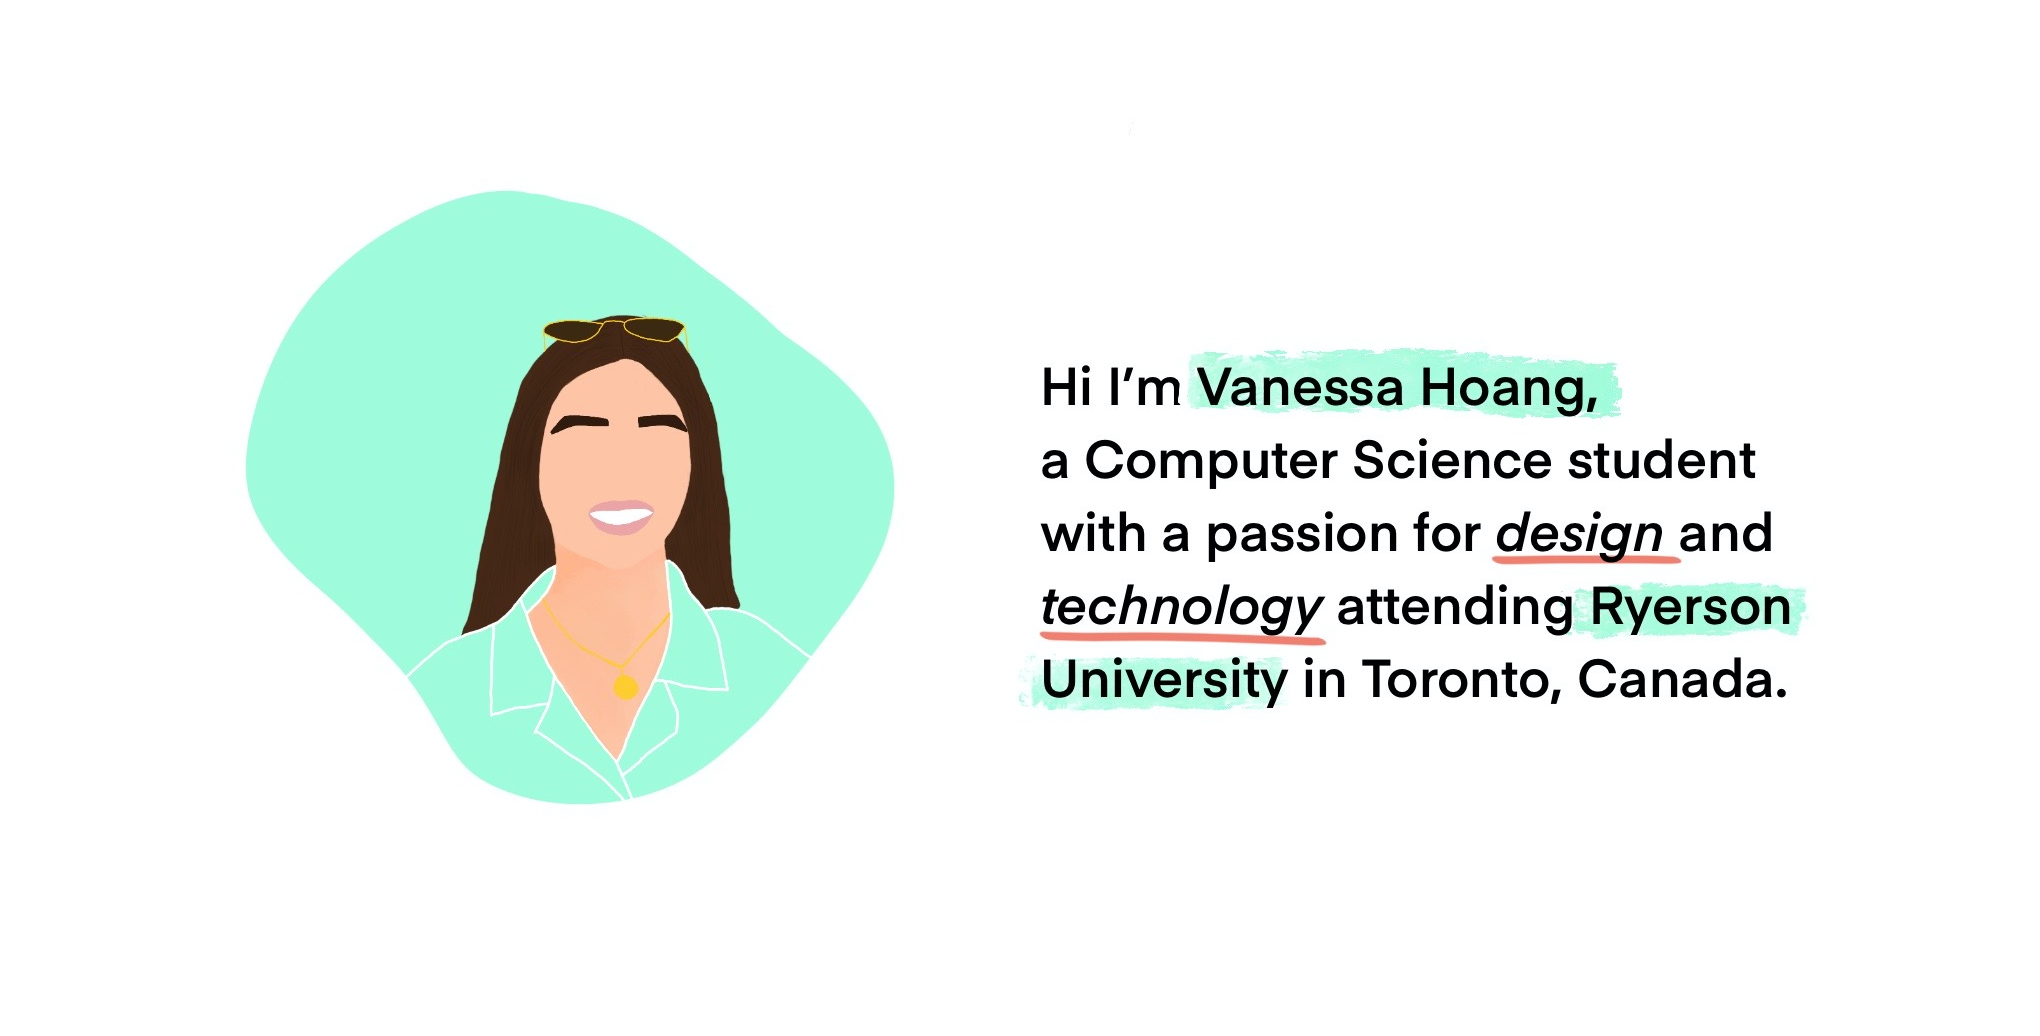 Hi I’m Vanessa Hoang,
a Computer Science student
with a passion for design and
technology attending Ryerson
University in Toronto, Canada.